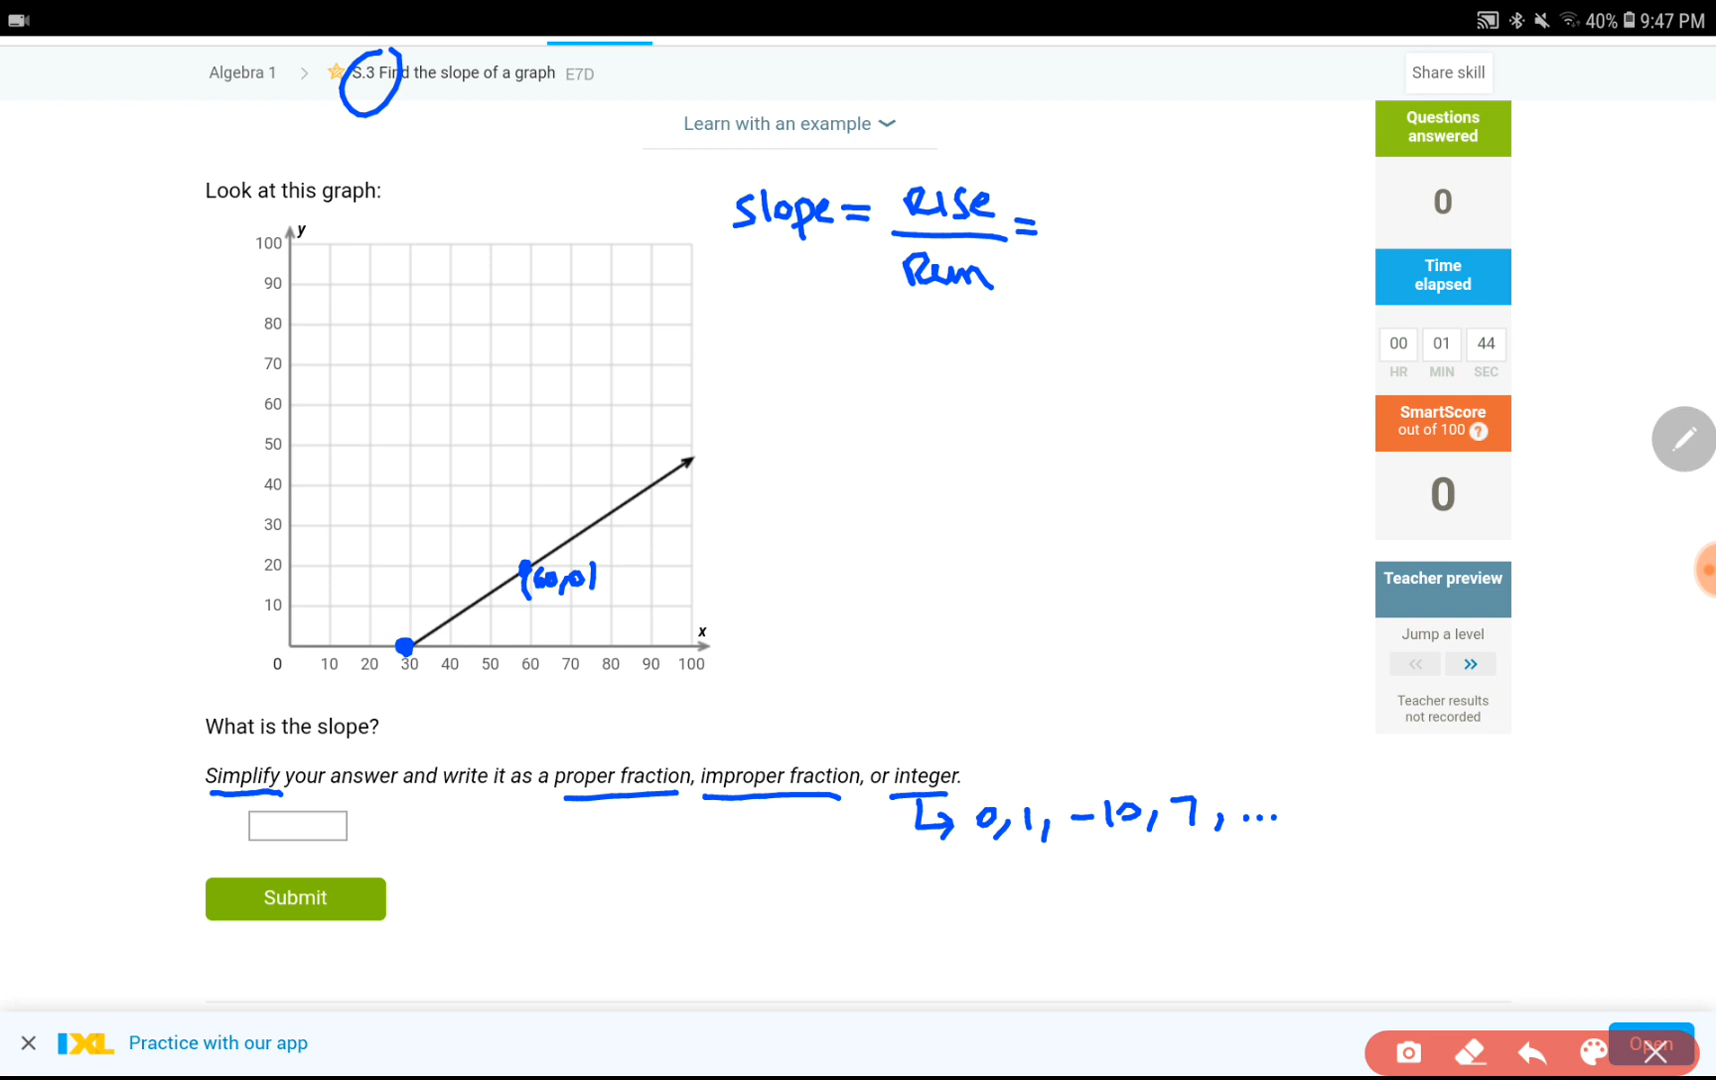 40% 9:47 PM
Algebra 1 > S.3 Find the slope of a graph E7D
Share skill
Learn with an example
Questions answered
0
Time elapsed
00 01 44
HR MIN SEC
SmartScore
out of 100 ?
0
Teacher preview
Jump a level
<< >>
Teacher results
not recorded
Look at this graph:
slope = Rise =
Run
y
100
90
80
70
60
50
40
30
20
10
(60,0)
x
0 10 20 30 40 50 60 70 80 90 100
What is the slope?
Simplify your answer and write it as a proper fraction, improper fraction, or integer.
↳ 0, 1, -10, 7, ...
Submit
IXL Practice with our app
Open